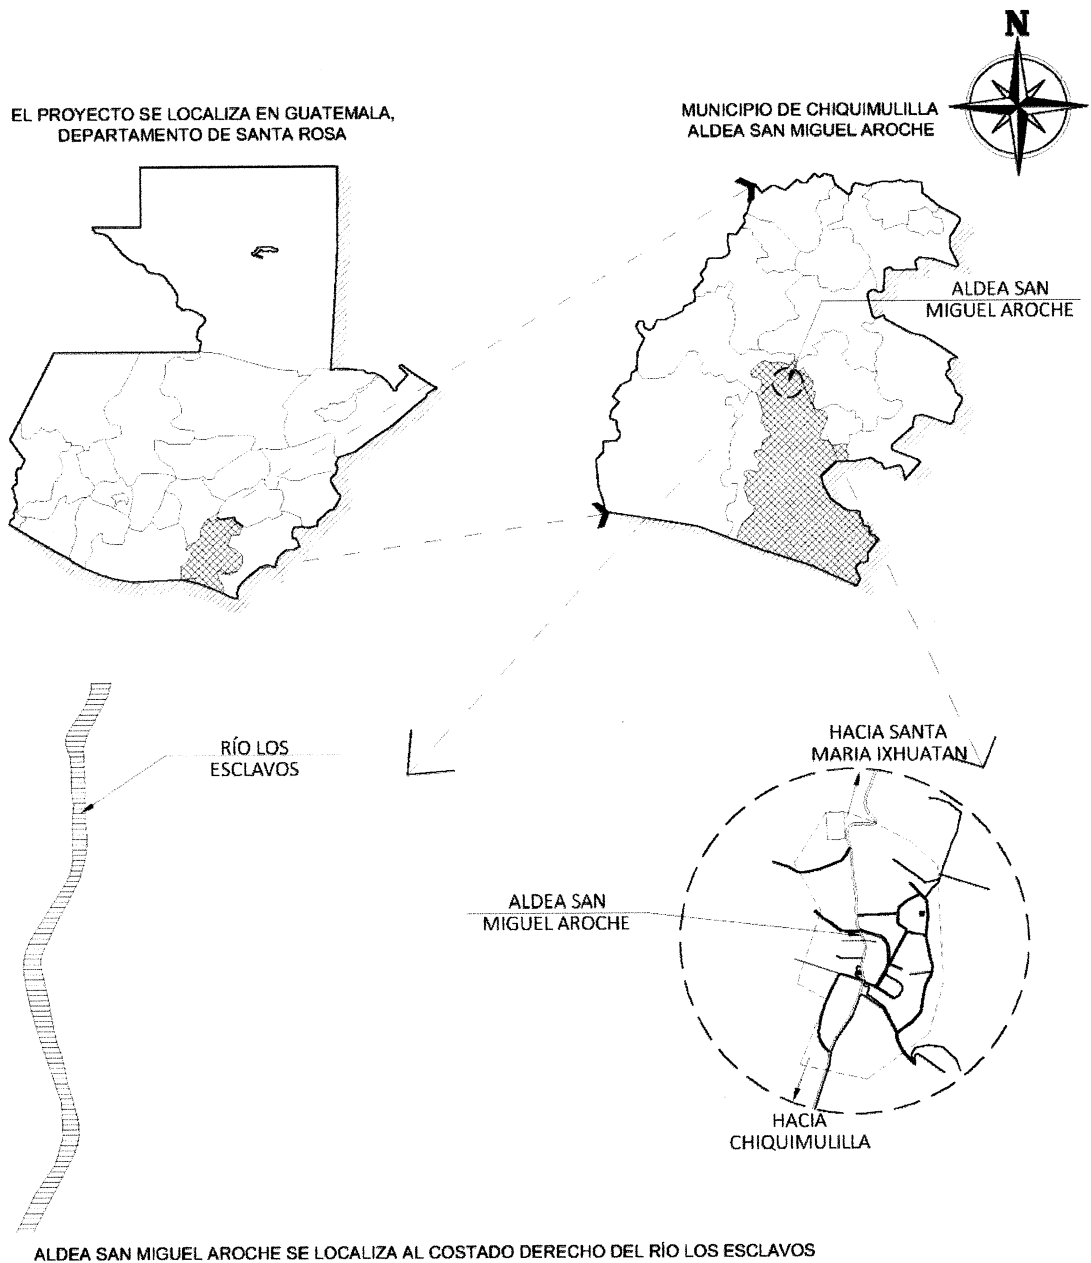 N
EL PROYECTO SE LOCALIZA EN GUATEMALA,
DEPARTAMENTO DE SANTA ROSA
MUNICIPIO DE CHIQUIMULILLA
ALDEA SAN MIGUEL AROCHE
ALDEA SAN
MIGUEL AROCHE
RÍO LOS
ESCLAVOS
HACIA SANTA
MARIA IXHUATAN
ALDEA SAN
MIGUEL AROCHE
HACIA
CHIQUIMULILLA
ALDEA SAN MIGUEL AROCHE SE LOCALIZA AL COSTADO DERECHO DEL RÍO LOS ESCLAVOS